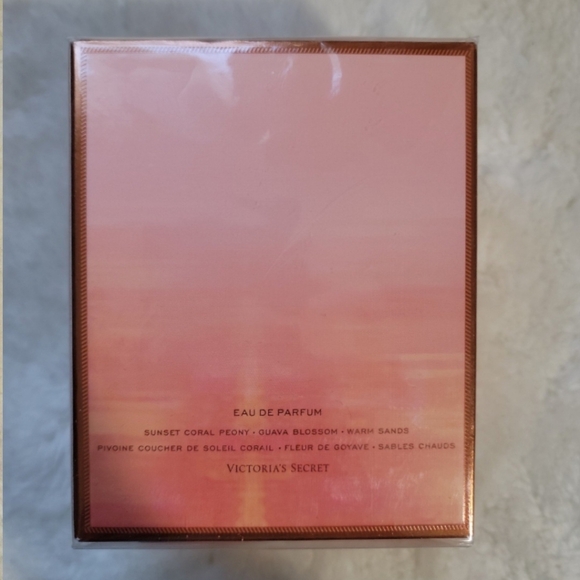 EAU DE PARFUM
SUNSET CORAL PEONY • GUAVA BLOSSOM • WARM SANDS
PIVOINE COUCHER DE SOLEIL CORAIL • FLEUR DE GOYAVE • SABLES CHAUDS
VICTORIA'S SECRET